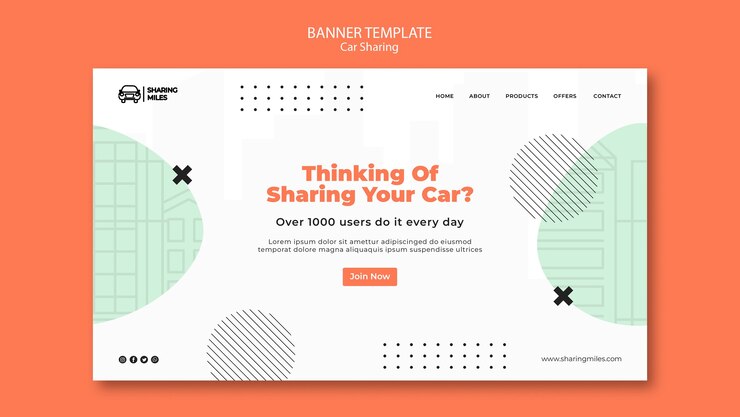 BANNER TEMPLATE
Car Sharing
SHARING
MILES
HOME ABOUT PRODUCTS OFFERS CONTACT
Thinking Of
Sharing Your Car?
Over 1000 users do it every day
Lorem ipsum dolor sit amettur adipiscinged do eiusmod
temporat dolore magna aliquaquis ipsum suspendisse ultrices
Join Now
www.sharingmiles.com